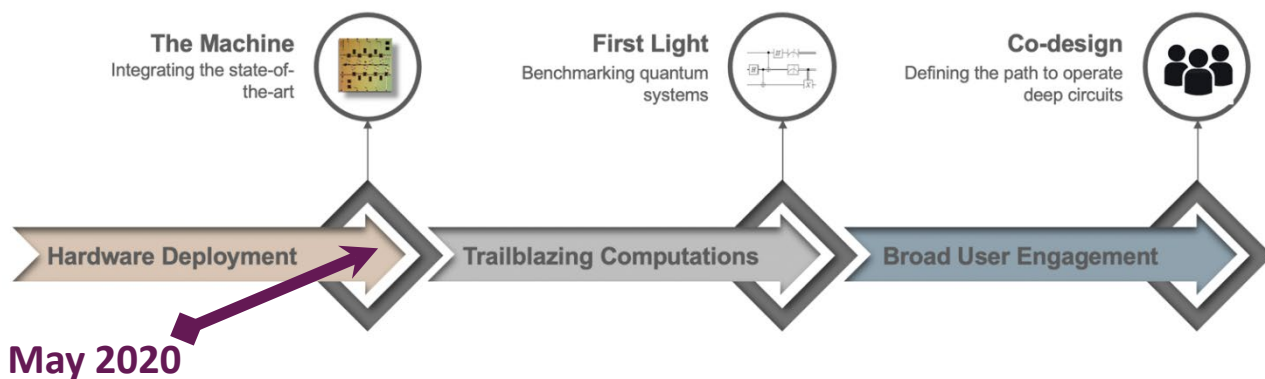 The Machine
Integrating the state-of-
the-art
First Light
Benchmarking quantum
systems
Co-design
Defining the path to operate
deep circuits
Hardware Deployment
Trailblazing Computations
Broad User Engagement
May 2020